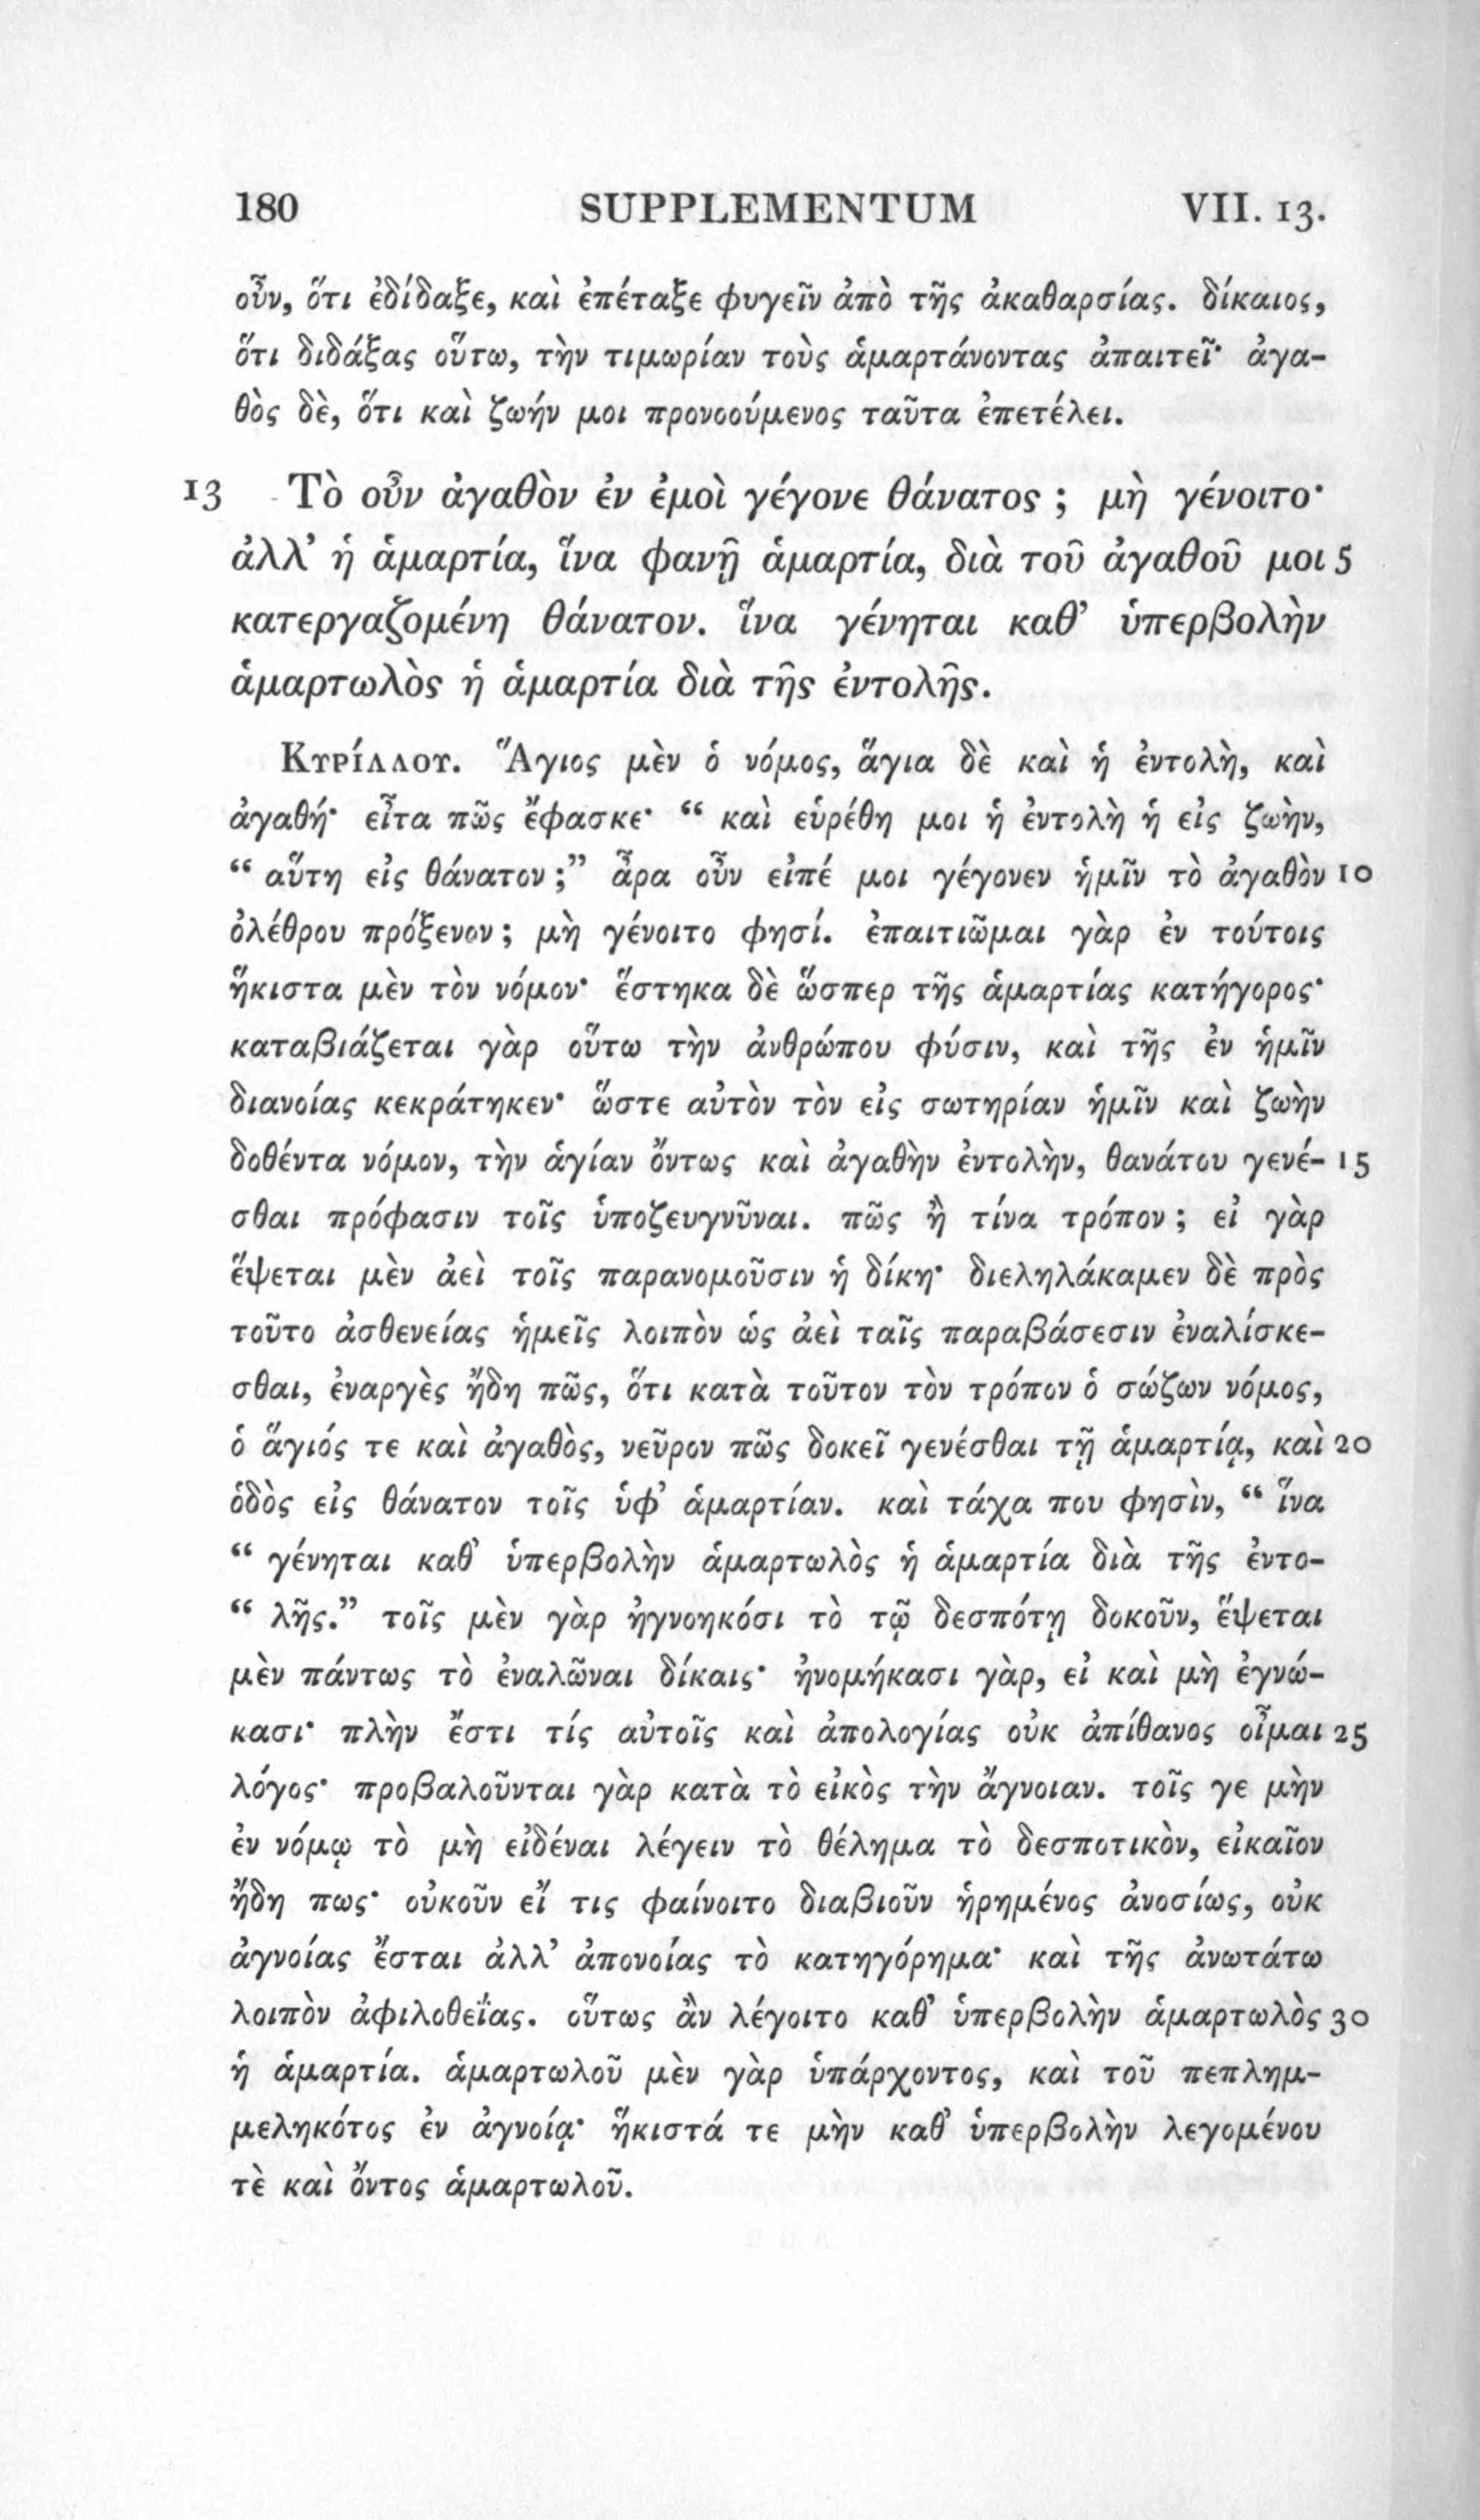 180 SUPPLEMENTUM VII. 13.
οὖν, ὅτι ἐδίδαξε, καὶ ἐπέταξε φυγεῖν ἀπὸ τῆς ἀκαθαρσίας. δίκαιος,
ὅτι διδάξας οὕτω, τὴν τιμωρίαν τοὺς ἁμαρτάνοντας ἀπαιτεῖ· ἀγα-
θὸς δὲ, ὅτι καὶ ζωήν μοι προνοούμενος ταῦτα ἐπετέλει.
13 Τὸ οὖν ἀγαθὸν ἐν ἐμοὶ γέγονε θάνατος ; μὴ γένοιτο·
ἀλλ’ ἡ ἁμαρτία, ἵνα φανῇ ἁμαρτία, διὰ τοῦ ἀγαθοῦ μοι 5
κατεργαζομένη θάνατον. ἵνα γένηται καθ’ ὑπερβολὴν
ἁμαρτωλὸς ἡ ἁμαρτία διὰ τῆς ἐντολῆς.
Κυρίλλου. Ἅγιος μὲν ὁ νόμος, ἅγια δὲ καὶ ἡ ἐντολὴ, καὶ
ἀγαθή· εἶτα πῶς ἔφασκε· “ καὶ εὑρέθη μοι ἡ ἐντολὴ ἡ εἰς ζωὴν,
“ αὕτη εἰς θάνατον ;” ἆρα οὖν εἰπέ μοι γέγονεν ἡμῖν τὸ ἀγαθὸν 10
ὀλέθρου πρόξενον ; μὴ γένοιτο φησί. ἐπαιτιῶμαι γὰρ ἐν τούτοις
ἥκιστα μὲν τὸν νόμον· ἕστηκα δὲ ὥσπερ τῆς ἁμαρτίας κατήγορος·
καταβιάζεται γὰρ οὕτω τὴν ἀνθρώπου φύσιν, καὶ τῆς ἐν ἡμῖν
διανοίας κεκράτηκεν· ὥστε αὐτὸν τὸν εἰς σωτηρίαν ἡμῖν καὶ ζωὴν
δοθέντα νόμον, τὴν ἁγίαν ὄντως καὶ ἀγαθὴν ἐντολὴν, θανάτου γενέ- 15
σθαι πρόφασιν τοῖς ὑποζευγνῦναι. πῶς ἢ τίνα τρόπον ; εἰ γὰρ
ἕψεται μὲν ἀεὶ τοῖς παρανομοῦσιν ἡ δίκη· διεληλάκαμεν δὲ πρὸς
τοῦτο ἀσθενείας ἡμεῖς λοιπὸν ὡς ἀεὶ ταῖς παραβάσεσιν ἐναλίσκε-
σθαι, ἐναργὲς ἤδη πῶς, ὅτι κατὰ τοῦτον τὸν τρόπον ὁ σώζων νόμος,
ὁ ἅγιός τε καὶ ἀγαθὸς, νεῦρον πῶς δοκεῖ γενέσθαι τῇ ἁμαρτίᾳ, καὶ 20
ὁδὸς εἰς θάνατον τοῖς ὑφ’ ἁμαρτίαν. καὶ τάχα που φησὶν, “ ἵνα
“ γένηται καθ’ ὑπερβολὴν ἁμαρτωλὸς ἡ ἁμαρτία διὰ τῆς ἐντο-
“ λῆς.” τοῖς μὲν γὰρ ἠγνοηκόσι τὸ τῷ δεσπότῃ δοκοῦν, ἕψεται
μὲν πάντως τὸ ἐναλῶναι δίκαις· ἠνομήκασι γὰρ, εἰ καὶ μὴ ἐγνώ-
κασι· πλὴν ἔστι τίς αὐτοῖς καὶ ἀπολογίας οὐκ ἀπίθανος οἶμαι 25
λόγος· προβαλοῦνται γὰρ κατὰ τὸ εἰκὸς τὴν ἄγνοιαν. τοῖς γε μὴν
ἐν νόμῳ τὸ μὴ εἰδέναι λέγειν τὸ θέλημα τὸ δεσποτικὸν, εἰκαῖον
ἤδη πως· οὐκοῦν εἴ τις φαίνοιτο διαβιοῦν ἡρημένος ἀνοσίως, οὐκ
ἀγνοίας ἔσται ἀλλ’ ἀπονοίας τὸ κατηγόρημα· καὶ τῆς ἀνωτάτω
λοιπὸν ἀφιλοθεΐας. οὕτως ἂν λέγοιτο καθ’ ὑπερβολὴν ἁμαρτωλὸς 30
ἡ ἁμαρτία. ἁμαρτωλοῦ μὲν γὰρ ὑπάρχοντος, καὶ τοῦ πεπλημ-
μεληκότος ἐν ἀγνοίᾳ· ἥκιστά τε μὴν καθ’ ὑπερβολὴν λεγομένου
τὲ καὶ ὄντος ἁμαρτωλοῦ.